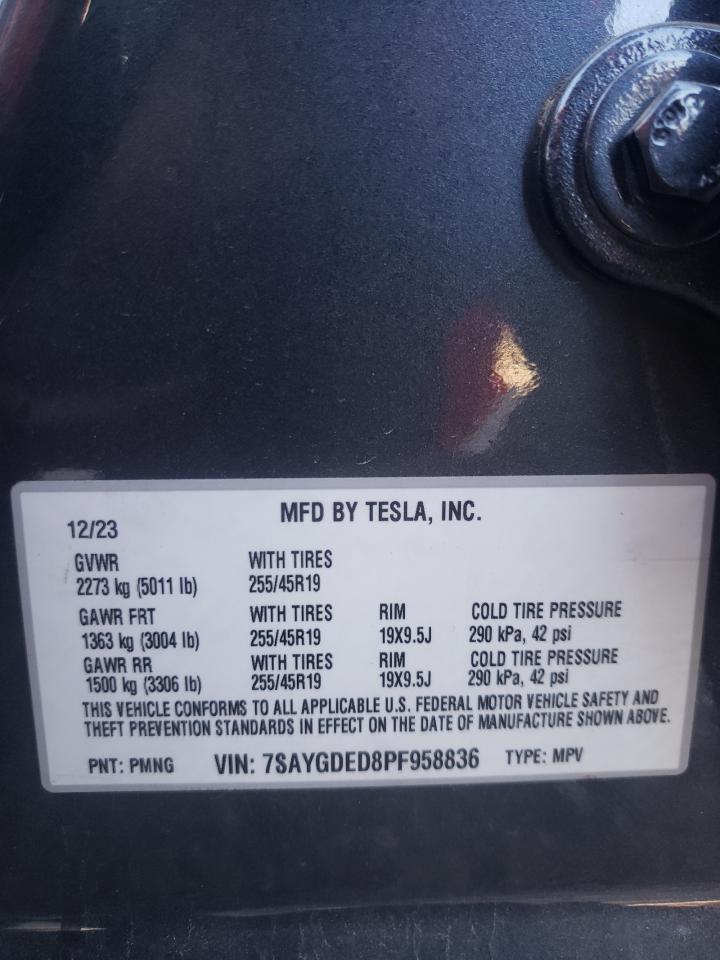 MFD BY TESLA, INC.
12/23
GVWR WITH TIRES
2273 kg (5011 lb) 255/45R19
GAWR FRT WITH TIRES RIM COLD TIRE PRESSURE
1363 kg (3004 lb) 255/45R19 19X9.5J 290 kPa, 42 psi
GAWR RR WITH TIRES RIM COLD TIRE PRESSURE
1500 kg (3306 lb) 255/45R19 19X9.5J 290 kPa, 42 psi
THIS VEHICLE CONFORMS TO ALL APPLICABLE U.S. FEDERAL MOTOR VEHICLE SAFETY AND
THEFT PREVENTION STANDARDS IN EFFECT ON THE DATE OF MANUFACTURE SHOWN ABOVE.
PNT: PMNG VIN: 7SAYGDED8PF958836 TYPE: MPV